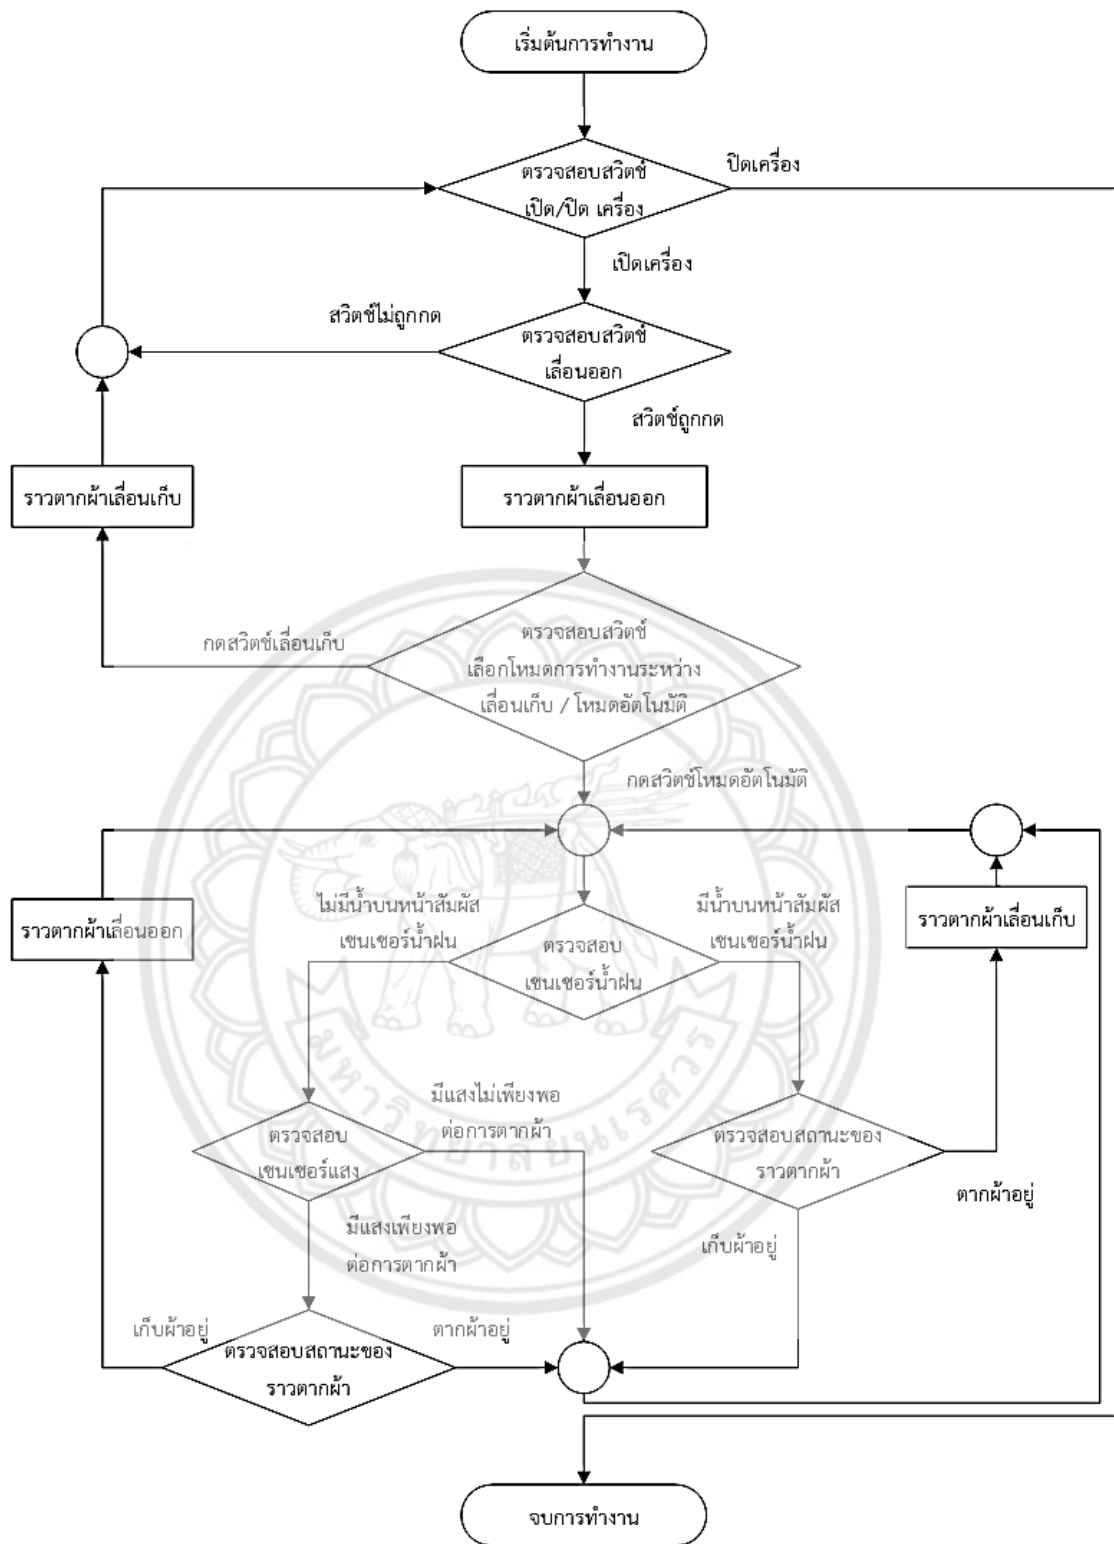 เริ่มต้นการทำงาน
ตรวจสอบสวิตช์
เปิด/ปิด เครื่อง
ปิดเครื่อง
เปิดเครื่อง
สวิตช์ไม่ถูกกด
ตรวจสอบสวิตช์
เลื่อนออก
สวิตช์ถูกกด
ราวตากผ้าเลื่อนเก็บ
ราวตากผ้าเลื่อนออก
กดสวิตช์เลื่อนเก็บ
ตรวจสอบสวิตช์
เลือกโหมดการทำงานระหว่าง
เลื่อนเก็บ / โหมดอัตโนมัติ
กดสวิตช์โหมดอัตโนมัติ
ราวตากผ้าเลื่อนออก
ไม่มีน้ำบนหน้าสัมผัส
เซนเซอร์น้ำฝน
ตรวจสอบ
เซนเซอร์น้ำฝน
มีน้ำบนหน้าสัมผัส
เซนเซอร์น้ำฝน
ราวตากผ้าเลื่อนเก็บ
ตรวจสอบ
เซนเซอร์แสง
มีแสงไม่เพียงพอ
ต่อการตากผ้า
ตรวจสอบสถานะของ
ราวตากผ้า
ตากผ้าอยู่
มีแสงเพียงพอ
ต่อการตากผ้า
เก็บผ้าอยู่
เก็บผ้าอยู่
ตรวจสอบสถานะของ
ราวตากผ้า
ตากผ้าอยู่
จบการทำงาน
มหาวิทยาลัยนเรศวร